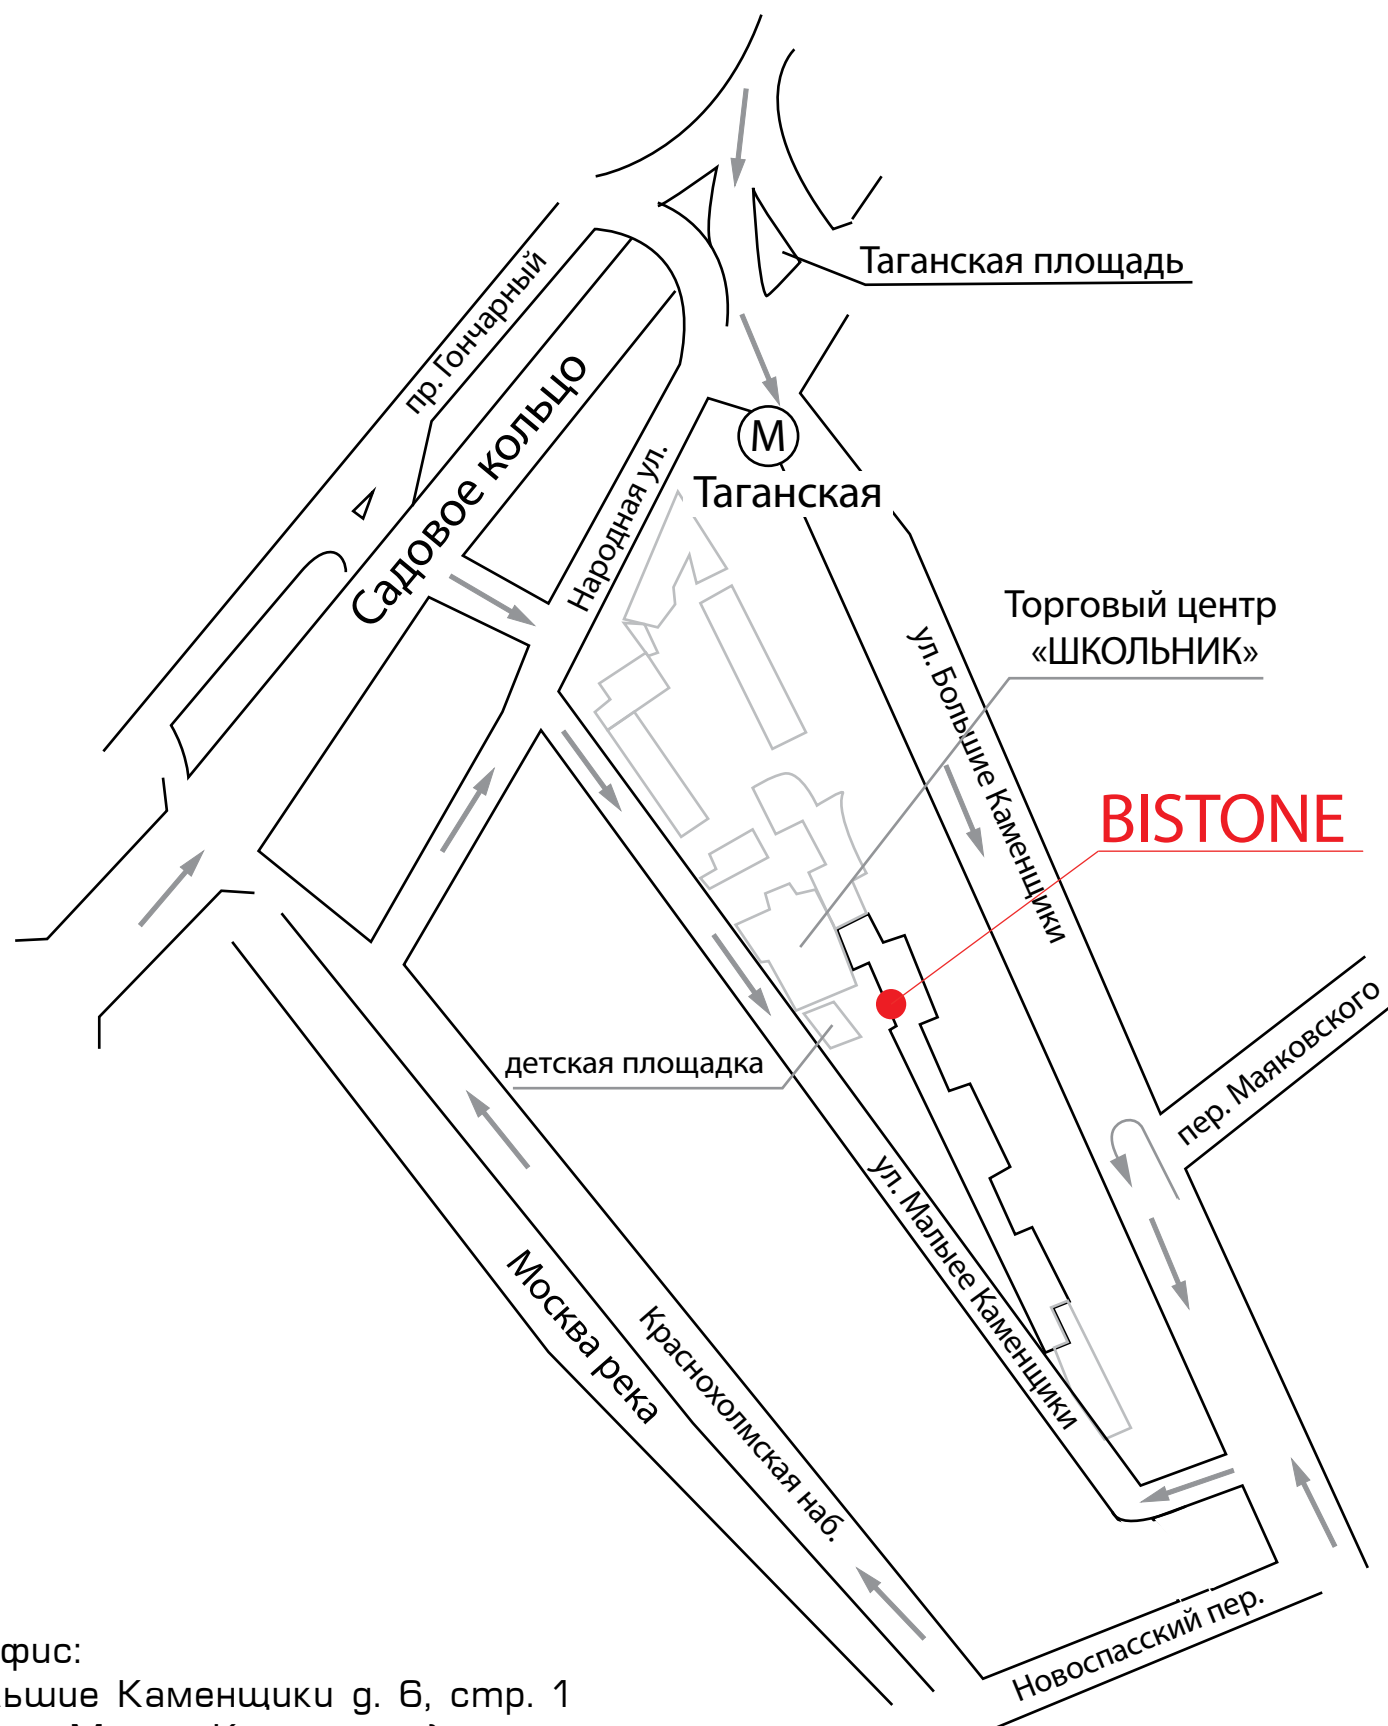 Таганская площадь
пр. Гончарный
Садовое кольцо
М
Таганская
Народная ул.
Торговый центр
«ШКОЛЬНИК»
ул. Большие Каменщики
BISTONE
пер. Маяковского
детская площадка
ул. Малыее Каменщики
Москва река
Краснохолмская наб.
Новоспасский пер.
фис:
ьшие Каменщики д. 6, стр. 1